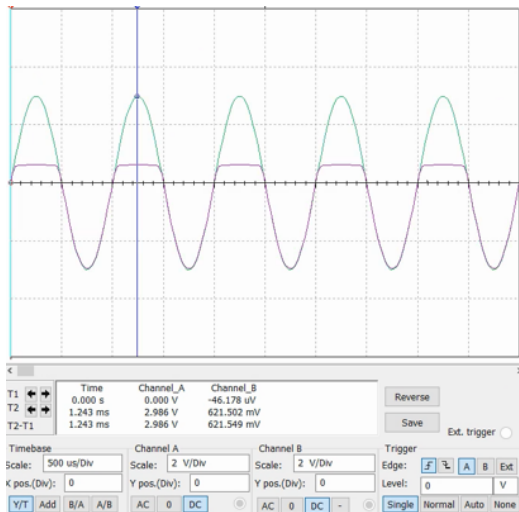 Time Channel_A Channel_B
T1 0.000 s 0.000 V -46.178 uV
T2 1.243 ms 2.986 V 621.502 mV
T2-T1 1.243 ms 2.986 V 621.549 mV
Reverse
Save
Ext. trigger
Timebase
Scale: 500 us/Div
X pos.(Div): 0
Y/T Add B/A A/B
Channel A
Scale: 2 V/Div
Y pos.(Div): 0
AC 0 DC
Channel B
Scale: 2 V/Div
Y pos.(Div): 0
AC 0 DC -
Trigger
Edge: A B Ext
Level: 0 V
Single Normal Auto None